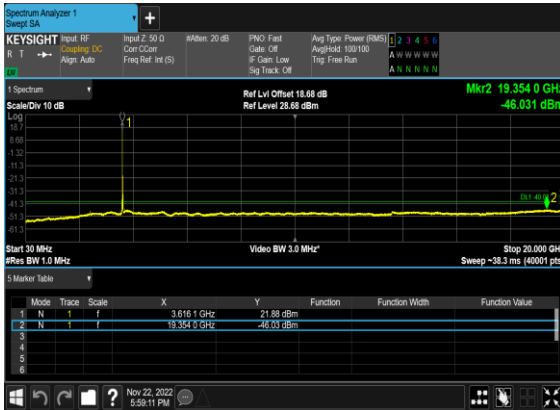 Spectrum Analyzer 1
Swept SA
+
KEYSIGHT Input: RF Input Z: 50 Ω #Atten: 20 dB PNO: Fast Avg Type: Power (RMS) 1 2 3 4 5 6
R T Coupling: DC Corr CCorr Gate: Off Avg|Hold: 100/100 A W W W W W
Align: Auto Freq Ref: Int (S) IF Gain: Low Trig: Free Run
Sig Track: Off A N N N N N
1 Spectrum Ref Lvl Offset 18.68 dB Mkr2 19.354 0 GHz
Scale/Div 10 dB Ref Level 28.68 dBm -46.031 dBm
Log
18.7
8.68
-1.32
-11.3
-21.3
-31.3
-41.3
-51.3
-61.3
1
2
Start 30 MHz Video BW 3.0 MHz* Stop 20.000 GH
#Res BW 1.0 MHz Sweep ~38.3 ms (40001 pts
5 Marker Table
Mode Trace Scale X Y Function Function Width Function Value
1 N 1 f 3.616 1 GHz 21.88 dBm
2 N 1 f 19.354 0 GHz -46.03 dBm
3
4
5
6
? Nov 22, 2022
5:59:11 PM